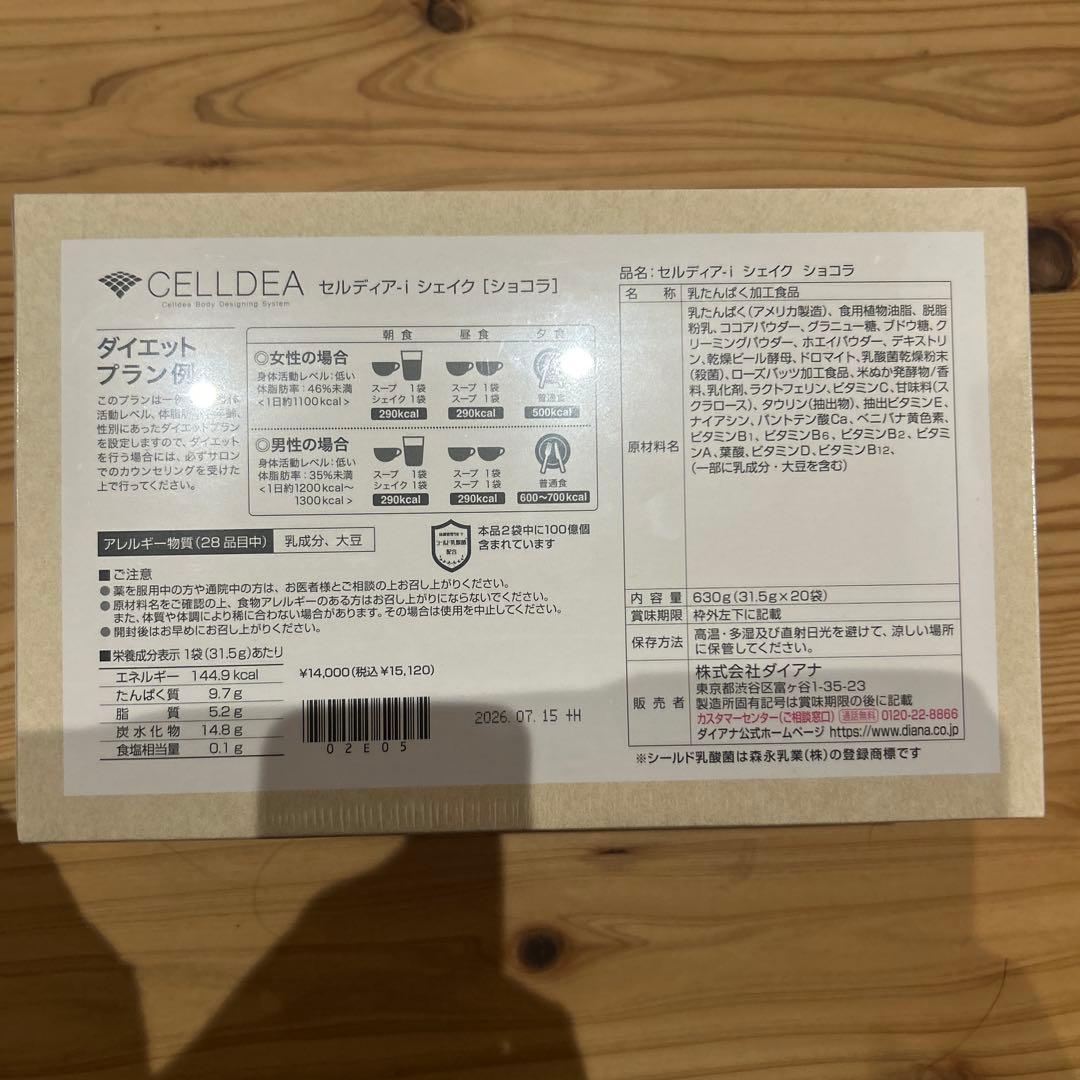 CELLDEA
Celldea Body Designing System
セルディア-i シェイク [ショコラ]
ダイエット
プラン例
このプランは一例
活動レベル、体脂肪
性別にあったダイエットプラン
を設定しますので、ダイエット
を行う場合には、必ずサロン
でのカウンセリングを受けた
上で行ってください。
朝食 昼食 夕食
◎女性の場合
身体活動レベル:低い
体脂肪率:46%未満
<1日約1100kcal>
スープ 1袋
シェイク 1袋
290kcal
スープ 1袋
スープ 1袋
290kcal
普通食
500kcal
◎男性の場合
身体活動レベル:低い
体脂肪率:35%未満
<1日約1200kcal~
1300kcal>
スープ 1袋
シェイク 1袋
290kcal
スープ 1袋
スープ 1袋
290kcal
普通食
600~700kcal
アレルギー物質(28品目中) 乳成分、大豆
シールド乳酸菌
配合
本品2袋中に100億個
含まれています
■ご注意
●薬を服用中の方や通院中の方は、お医者様とご相談の上お召し上がりください。
●原材料名をご確認の上、食物アレルギーのある方はお召し上がりにならないでください。
また、体質や体調により稀に合わない場合があります。その場合は使用を中止してください。
●開封後はお早めにお召し上がりください。
■栄養成分表示 1袋(31.5g)あたり
エネルギー 144.9kcal
たんぱく質 9.7g
脂質 5.2g
炭水化物 14.8g
食塩相当量 0.1g
¥14,000(税込¥15,120)
02E05
2026.07.15 +H
品名:セルディア-i シェイク ショコラ
名称 乳たんぱく加工食品
原材料名
乳たんぱく(アメリカ製造)、食用植物油脂、脱脂
粉乳、ココアパウダー、グラニュー糖、ブドウ糖、ク
リーミングパウダー、ホエイパウダー、デキストリ
ン、乾燥ビール酵母、ドロマイト、乳酸菌乾燥粉末
(殺菌)、ローズバッツ加工食品、米ぬか発酵物/香
料、乳化剤、ラクトフェリン、ビタミンC、甘味料(ス
クラロース)、タウリン(抽出物)、抽出ビタミンE、
ナイアシン、パントテン酸Ca、ベニバナ黄色素、
ビタミンB1、ビタミンB6、ビタミンB2、ビタミ
ンA、葉酸、ビタミンD、ビタミンB12、
(一部に乳成分・大豆を含む)
内容量 630g(31.5g×20袋)
賞味期限 枠外左下に記載
保存方法 高温・多湿及び直射日光を避けて、涼しい場所
に保管してください。
販売者
株式会社ダイアナ
東京都渋谷区富ヶ谷1-35-23
製造所固有記号は賞味期限の後に記載
カスタマーセンター(ご相談窓口) 通話無料 0120-22-8866
ダイアナ公式ホームページ https://www.diana.co.jp
※シールド乳酸菌は森永乳業(株)の登録商標です